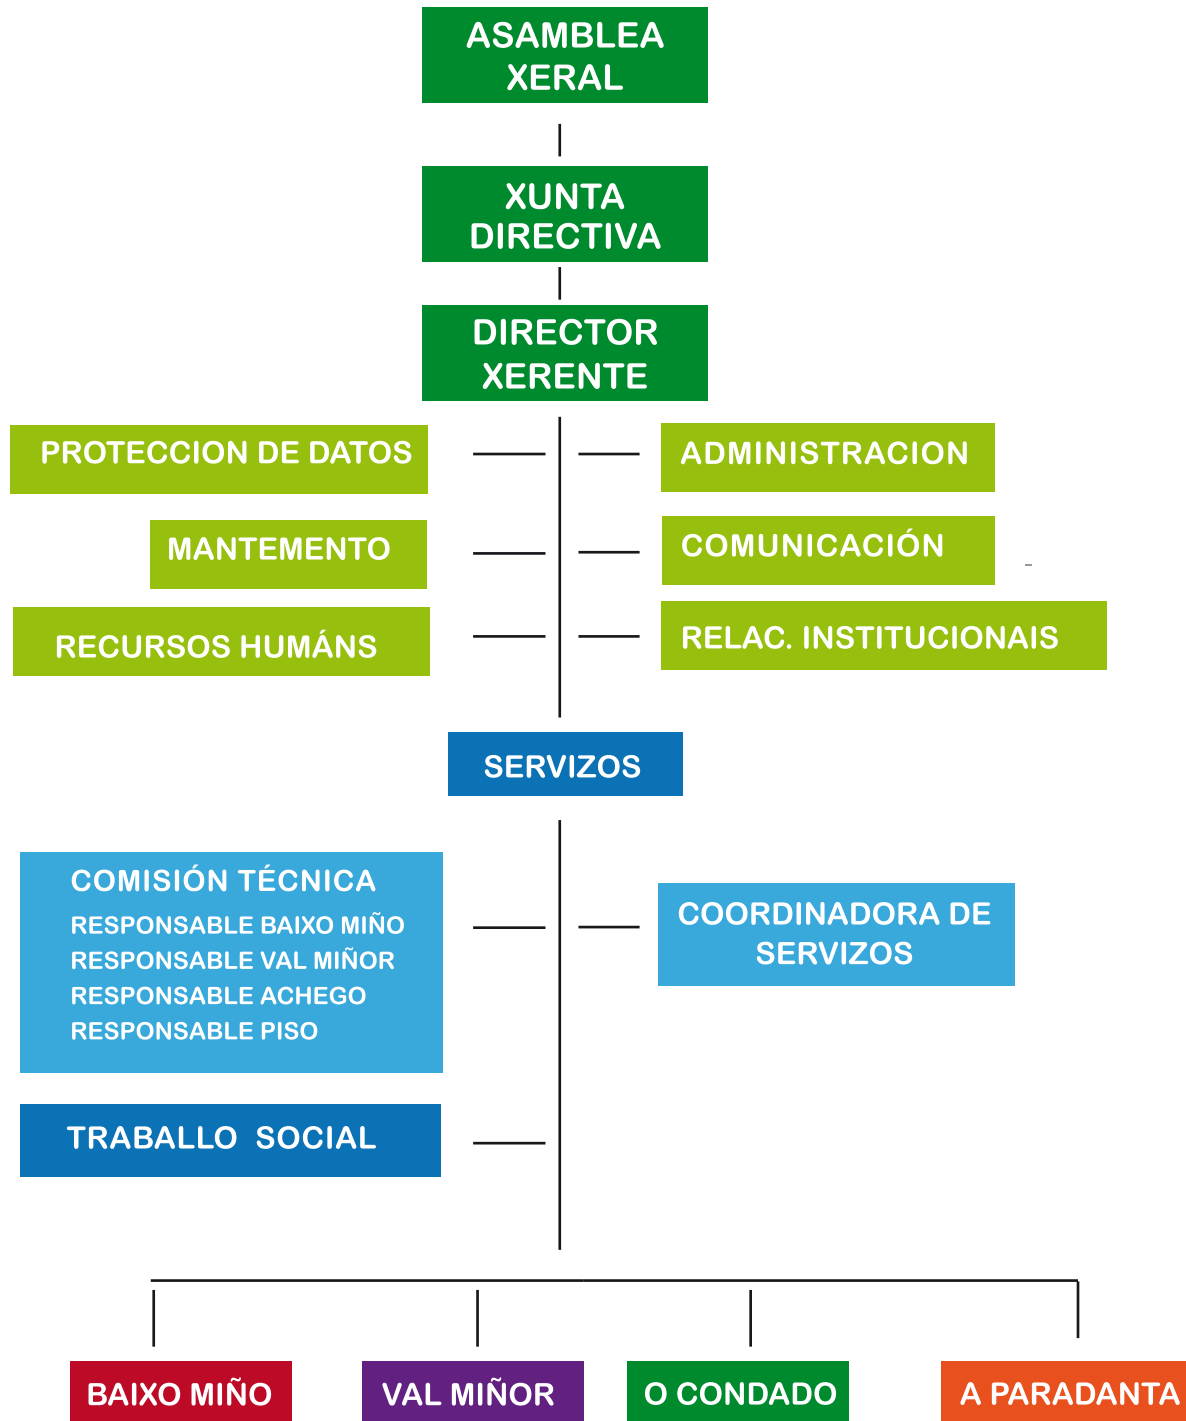 ASAMBLEA
XERAL
XUNTA
DIRECTIVA
DIRECTOR
XERENTE
PROTECCION DE DATOS
ADMINISTRACION
MANTEMENTO
COMUNICACIÓN
RECURSOS HUMÁNS
RELAC. INSTITUCIONAIS
SERVIZOS
COMISIÓN TÉCNICA
RESPONSABLE BAIXO MIÑO
RESPONSABLE VAL MIÑOR
RESPONSABLE ACHEGO
RESPONSABLE PISO
COORDINADORA DE
SERVIZOS
TRABALLO SOCIAL
BAIXO MIÑO
VAL MIÑOR
O CONDADO
A PARADANTA